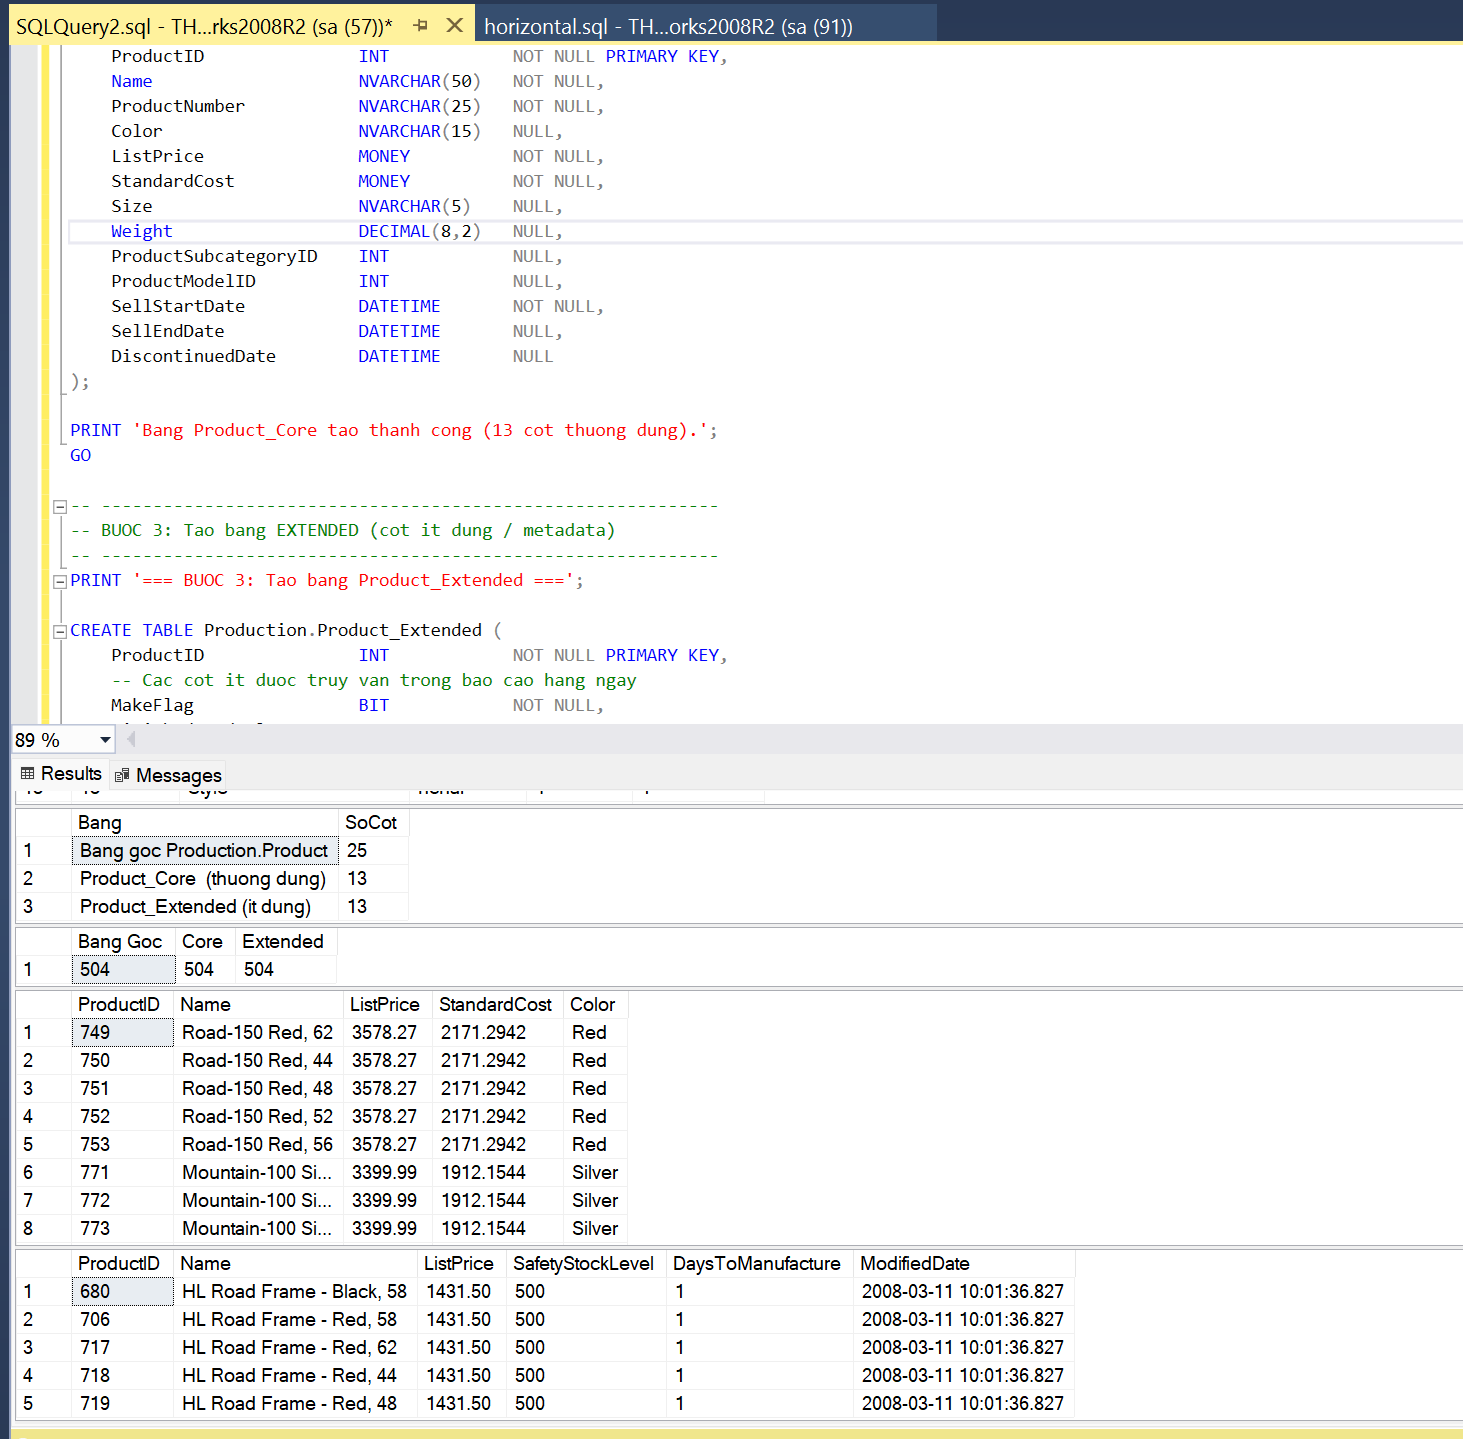 SQLQuery2.sql - TH...rks2008R2 (sa (57))* horizontal.sql - TH...orks2008R2 (sa (91))
ProductID INT NOT NULL PRIMARY KEY,
Name NVARCHAR(50) NOT NULL,
ProductNumber NVARCHAR(25) NOT NULL,
Color NVARCHAR(15) NULL,
ListPrice MONEY NOT NULL,
StandardCost MONEY NOT NULL,
Size NVARCHAR(5) NULL,
Weight DECIMAL(8,2) NULL,
ProductSubcategoryID INT NULL,
ProductModelID INT NULL,
SellStartDate DATETIME NOT NULL,
SellEndDate DATETIME NULL,
DiscontinuedDate DATETIME NULL
);
PRINT 'Bang Product_Core tao thanh cong (13 cot thuong dung).';
GO
-- ------------------------------------------------------------
-- BUOC 3: Tao bang EXTENDED (cot it dung / metadata)
-- ------------------------------------------------------------
PRINT '=== BUOC 3: Tao bang Product_Extended ===';
CREATE TABLE Production.Product_Extended (
ProductID INT NOT NULL PRIMARY KEY,
-- Cac cot it duoc truy van trong bao cao hang ngay
MakeFlag BIT NOT NULL,
89 %
Results Messages
Bang SoCot
1 Bang goc Production.Product 25
2 Product_Core (thuong dung) 13
3 Product_Extended (it dung) 13
Bang Goc Core Extended
1 504 504 504
ProductID Name ListPrice StandardCost Color
1 749 Road-150 Red, 62 3578.27 2171.2942 Red
2 750 Road-150 Red, 44 3578.27 2171.2942 Red
3 751 Road-150 Red, 48 3578.27 2171.2942 Red
4 752 Road-150 Red, 52 3578.27 2171.2942 Red
5 753 Road-150 Red, 56 3578.27 2171.2942 Red
6 771 Mountain-100 Si... 3399.99 1912.1544 Silver
7 772 Mountain-100 Si... 3399.99 1912.1544 Silver
8 773 Mountain-100 Si... 3399.99 1912.1544 Silver
ProductID Name ListPrice SafetyStockLevel DaysToManufacture ModifiedDate
1 680 HL Road Frame - Black, 58 1431.50 500 1 2008-03-11 10:01:36.827
2 706 HL Road Frame - Red, 58 1431.50 500 1 2008-03-11 10:01:36.827
3 717 HL Road Frame - Red, 62 1431.50 500 1 2008-03-11 10:01:36.827
4 718 HL Road Frame - Red, 44 1431.50 500 1 2008-03-11 10:01:36.827
5 719 HL Road Frame - Red, 48 1431.50 500 1 2008-03-11 10:01:36.827